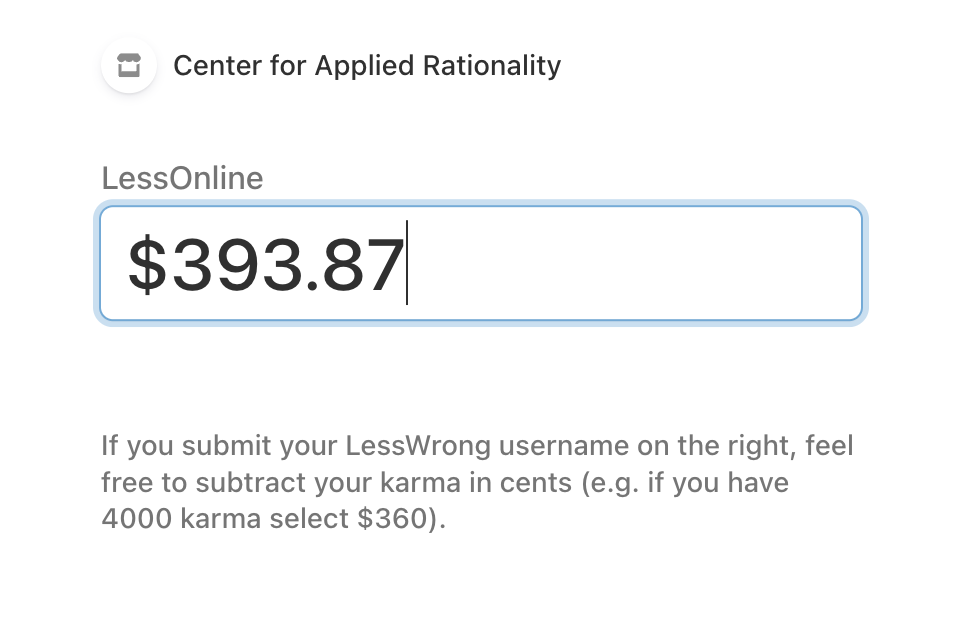 Center for Applied Rationality
LessOnline
$393.87
If you submit your LessWrong username on the right, feel
free to subtract your karma in cents (e.g. if you have
4000 karma select $360).